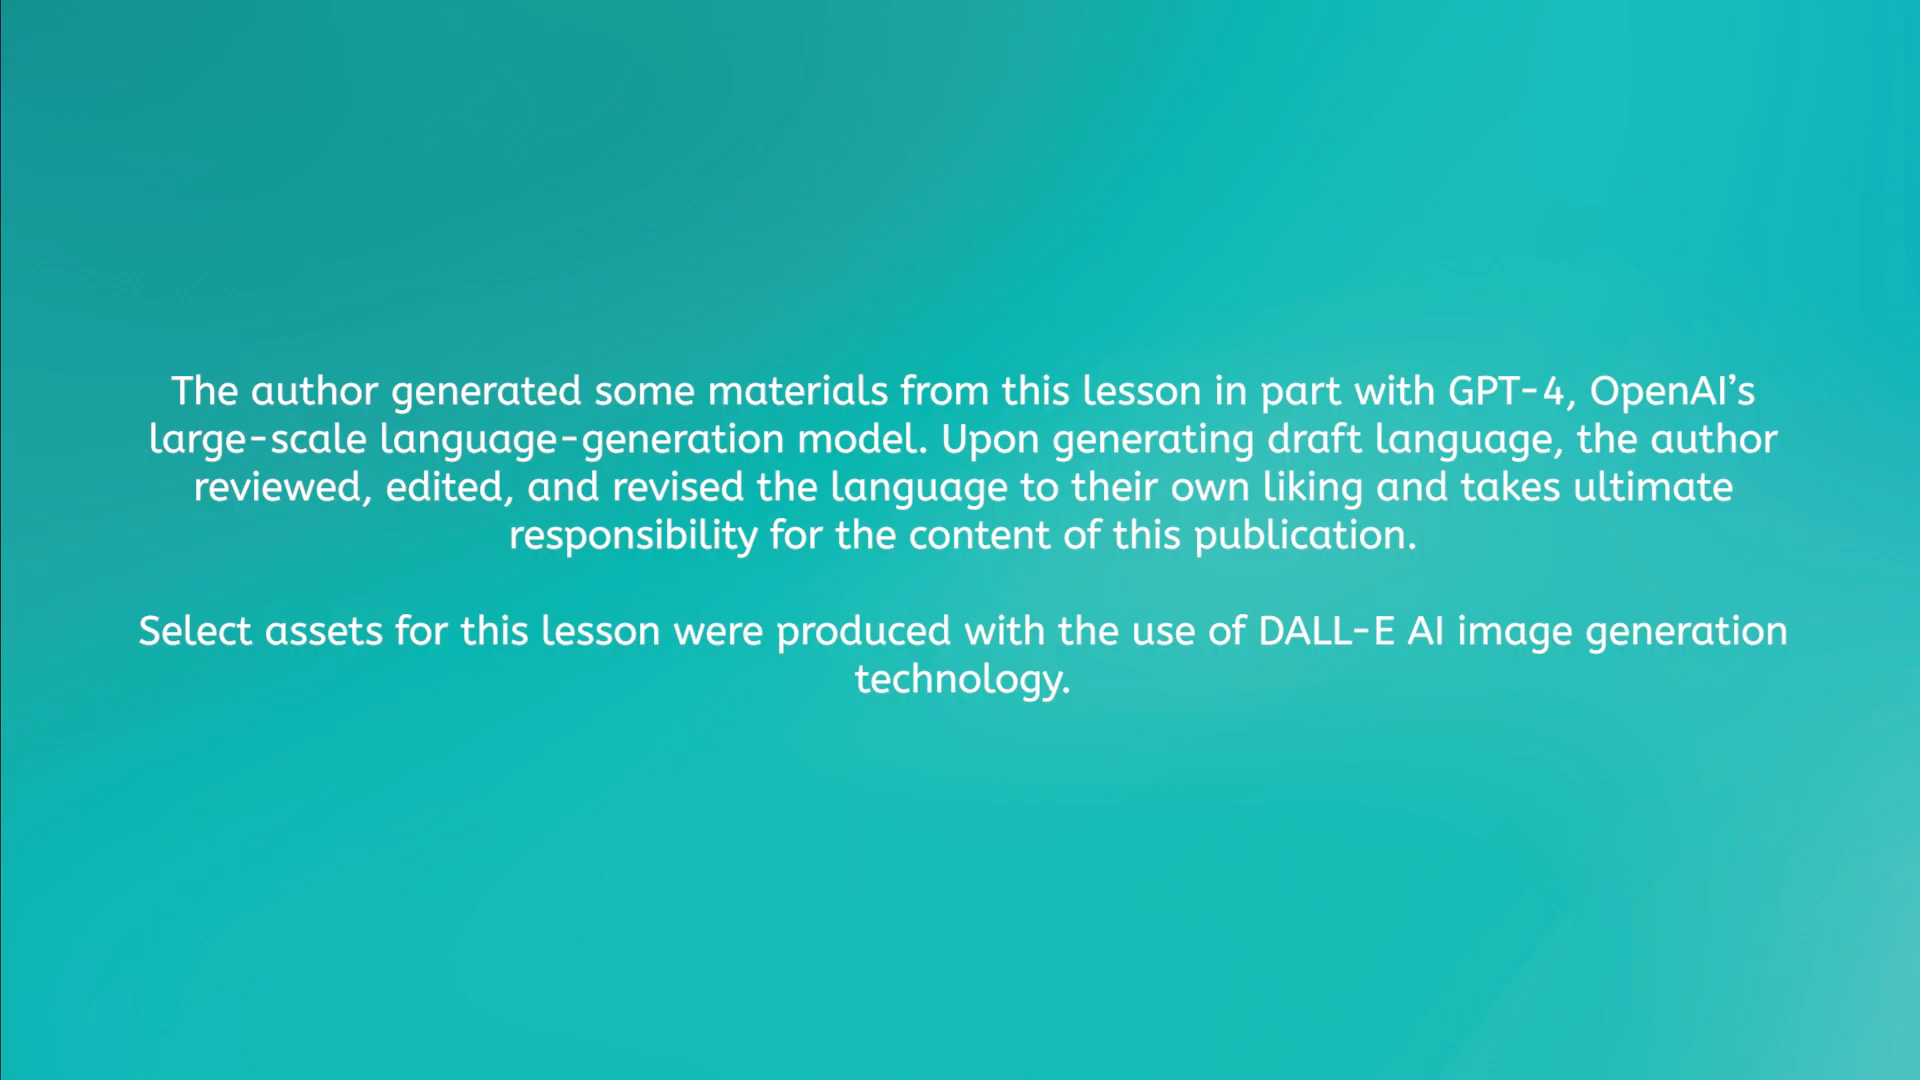 The author generated some materials from this lesson in part with GPT-4, OpenAI’s
large-scale language-generation model. Upon generating draft language, the author
reviewed, edited, and revised the language to their own liking and takes ultimate
responsibility for the content of this publication.
Select assets for this lesson were produced with the use of DALL-E AI image generation
technology.